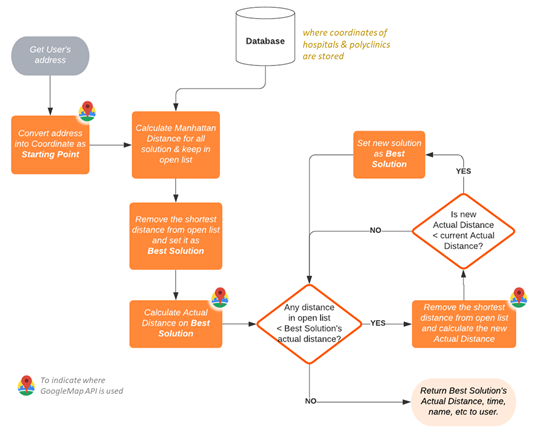 Get User's
address
Database
where coordinates of
hospitals & polyclinics
are stored
Convert address
into Coordinate as
Starting Point
Calculate Manhattan
Distance for all
solution & keep in
open list
Set new solution
as Best
Solution
YES
Remove the shortest
distance from open list
and set it as
Best Solution
Is new
Actual Distance
< current Actual
Distance?
NO
Calculate Actual
Distance on Best
Solution
Any distance
in open list
< Best Solution's
actual distance?
YES
Remove the shortest
distance from open list
and calculate the new
Actual Distance
To indicate where
GoogleMap API is used
NO
Return Best Solution's
Actual Distance, time,
name, etc to user.